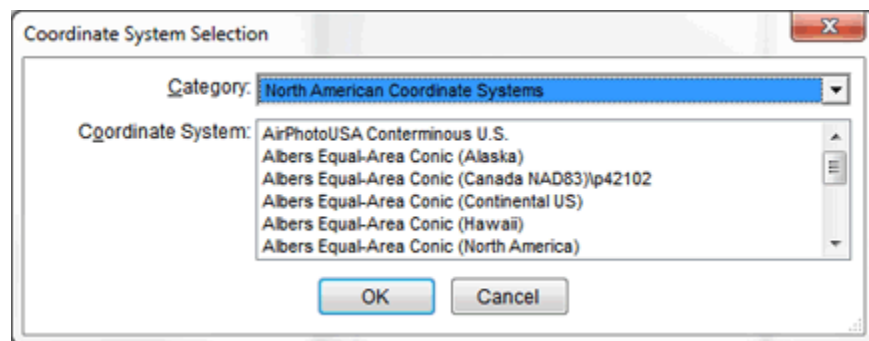 Coordinate System Selection
Category: North American Coordinate Systems
Coordinate System: AirPhotoUSA Conterminous U.S.
Albers Equal-Area Conic (Alaska)
Albers Equal-Area Conic (Canada NAD83)\p42102
Albers Equal-Area Conic (Continental US)
Albers Equal-Area Conic (Hawaii)
Albers Equal-Area Conic (North America)
OK Cancel